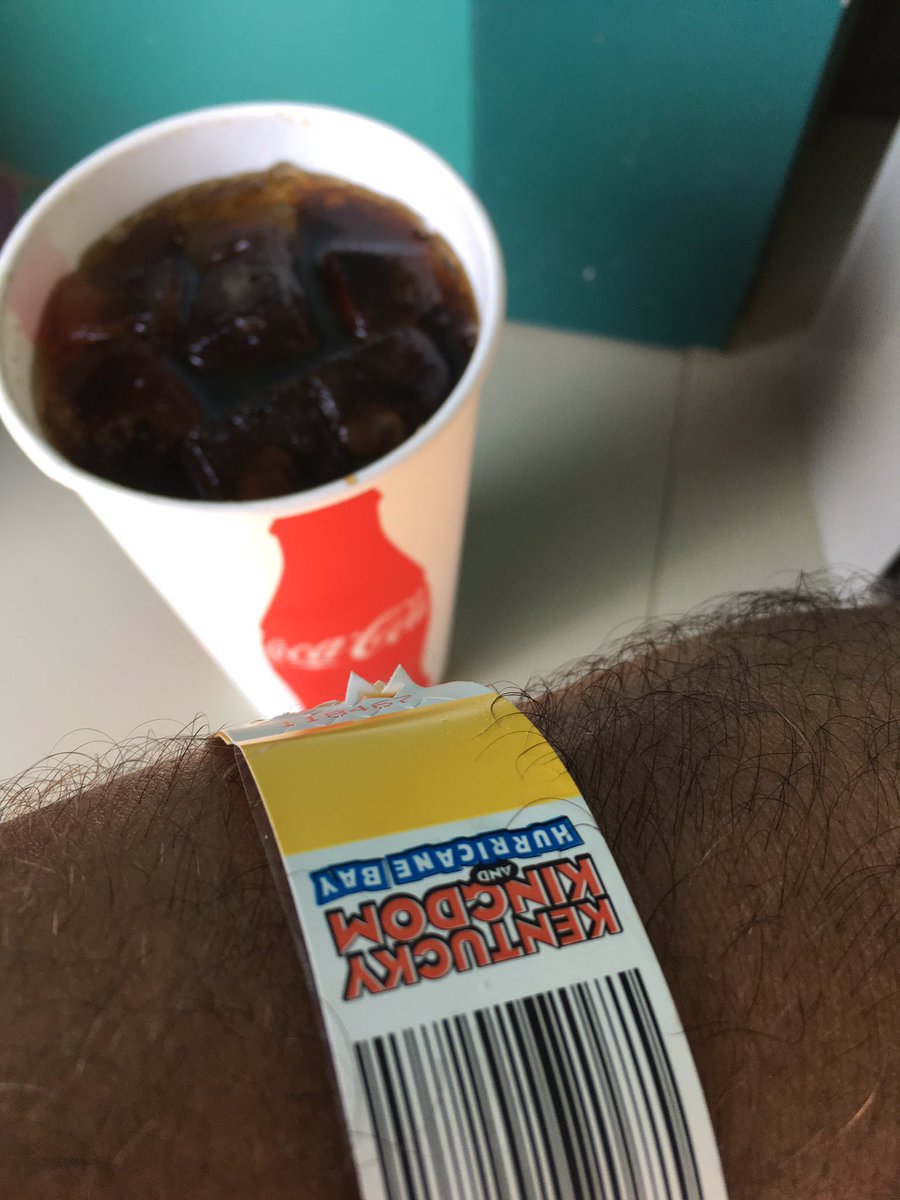 Coca-Cola
KENTUCKY
KINGDOM
AND
HURRICANE BAY